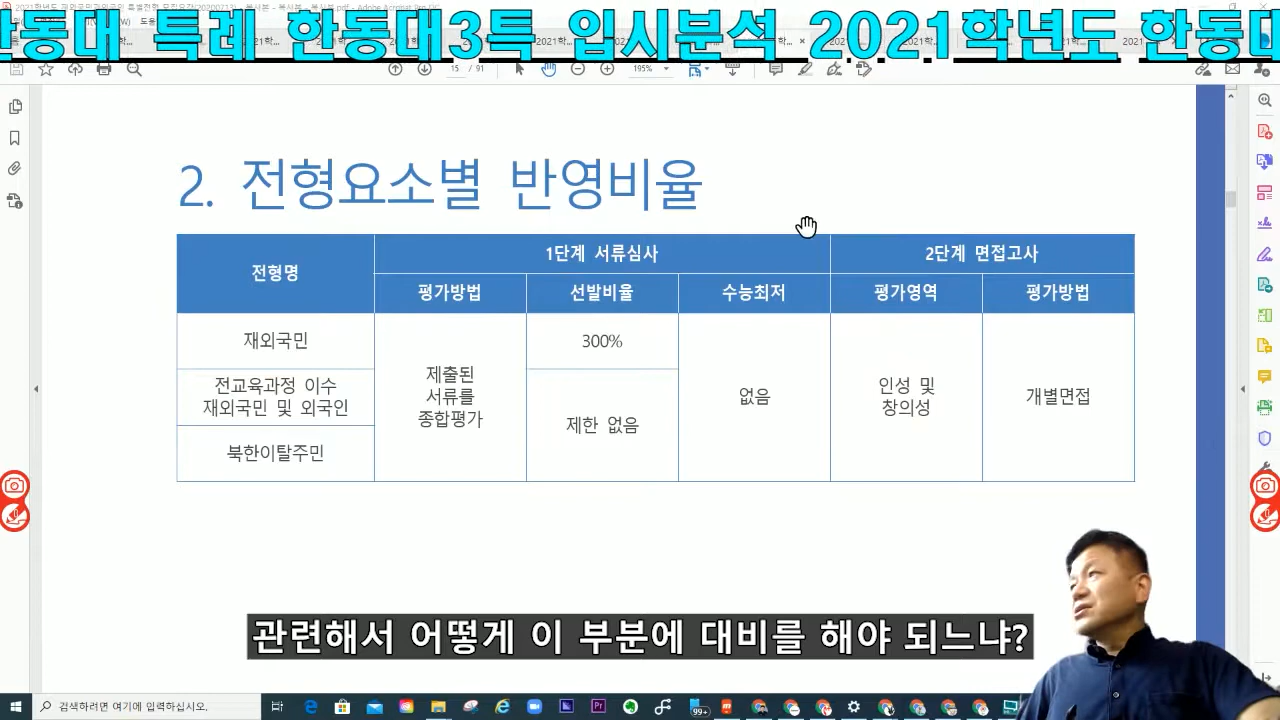 한동대 특례 한동대3특 입시분석 2021학년도 한동대
15 / 91
195%
2. 전형요소별 반영비율
전형명
1단계 서류심사
2단계 면접고사
평가방법
선발비율
수능최저
평가영역
평가방법
재외국민
300%
전교육과정 이수
재외국민 및 외국인
제출된
서류를
종합평가
없음
인성 및
창의성
개별면접
제한 없음
북한이탈주민
관련해서 어떻게 이 부분에 대비를 해야 되느냐?
검색하려면 여기에 입력하십시오.
99+